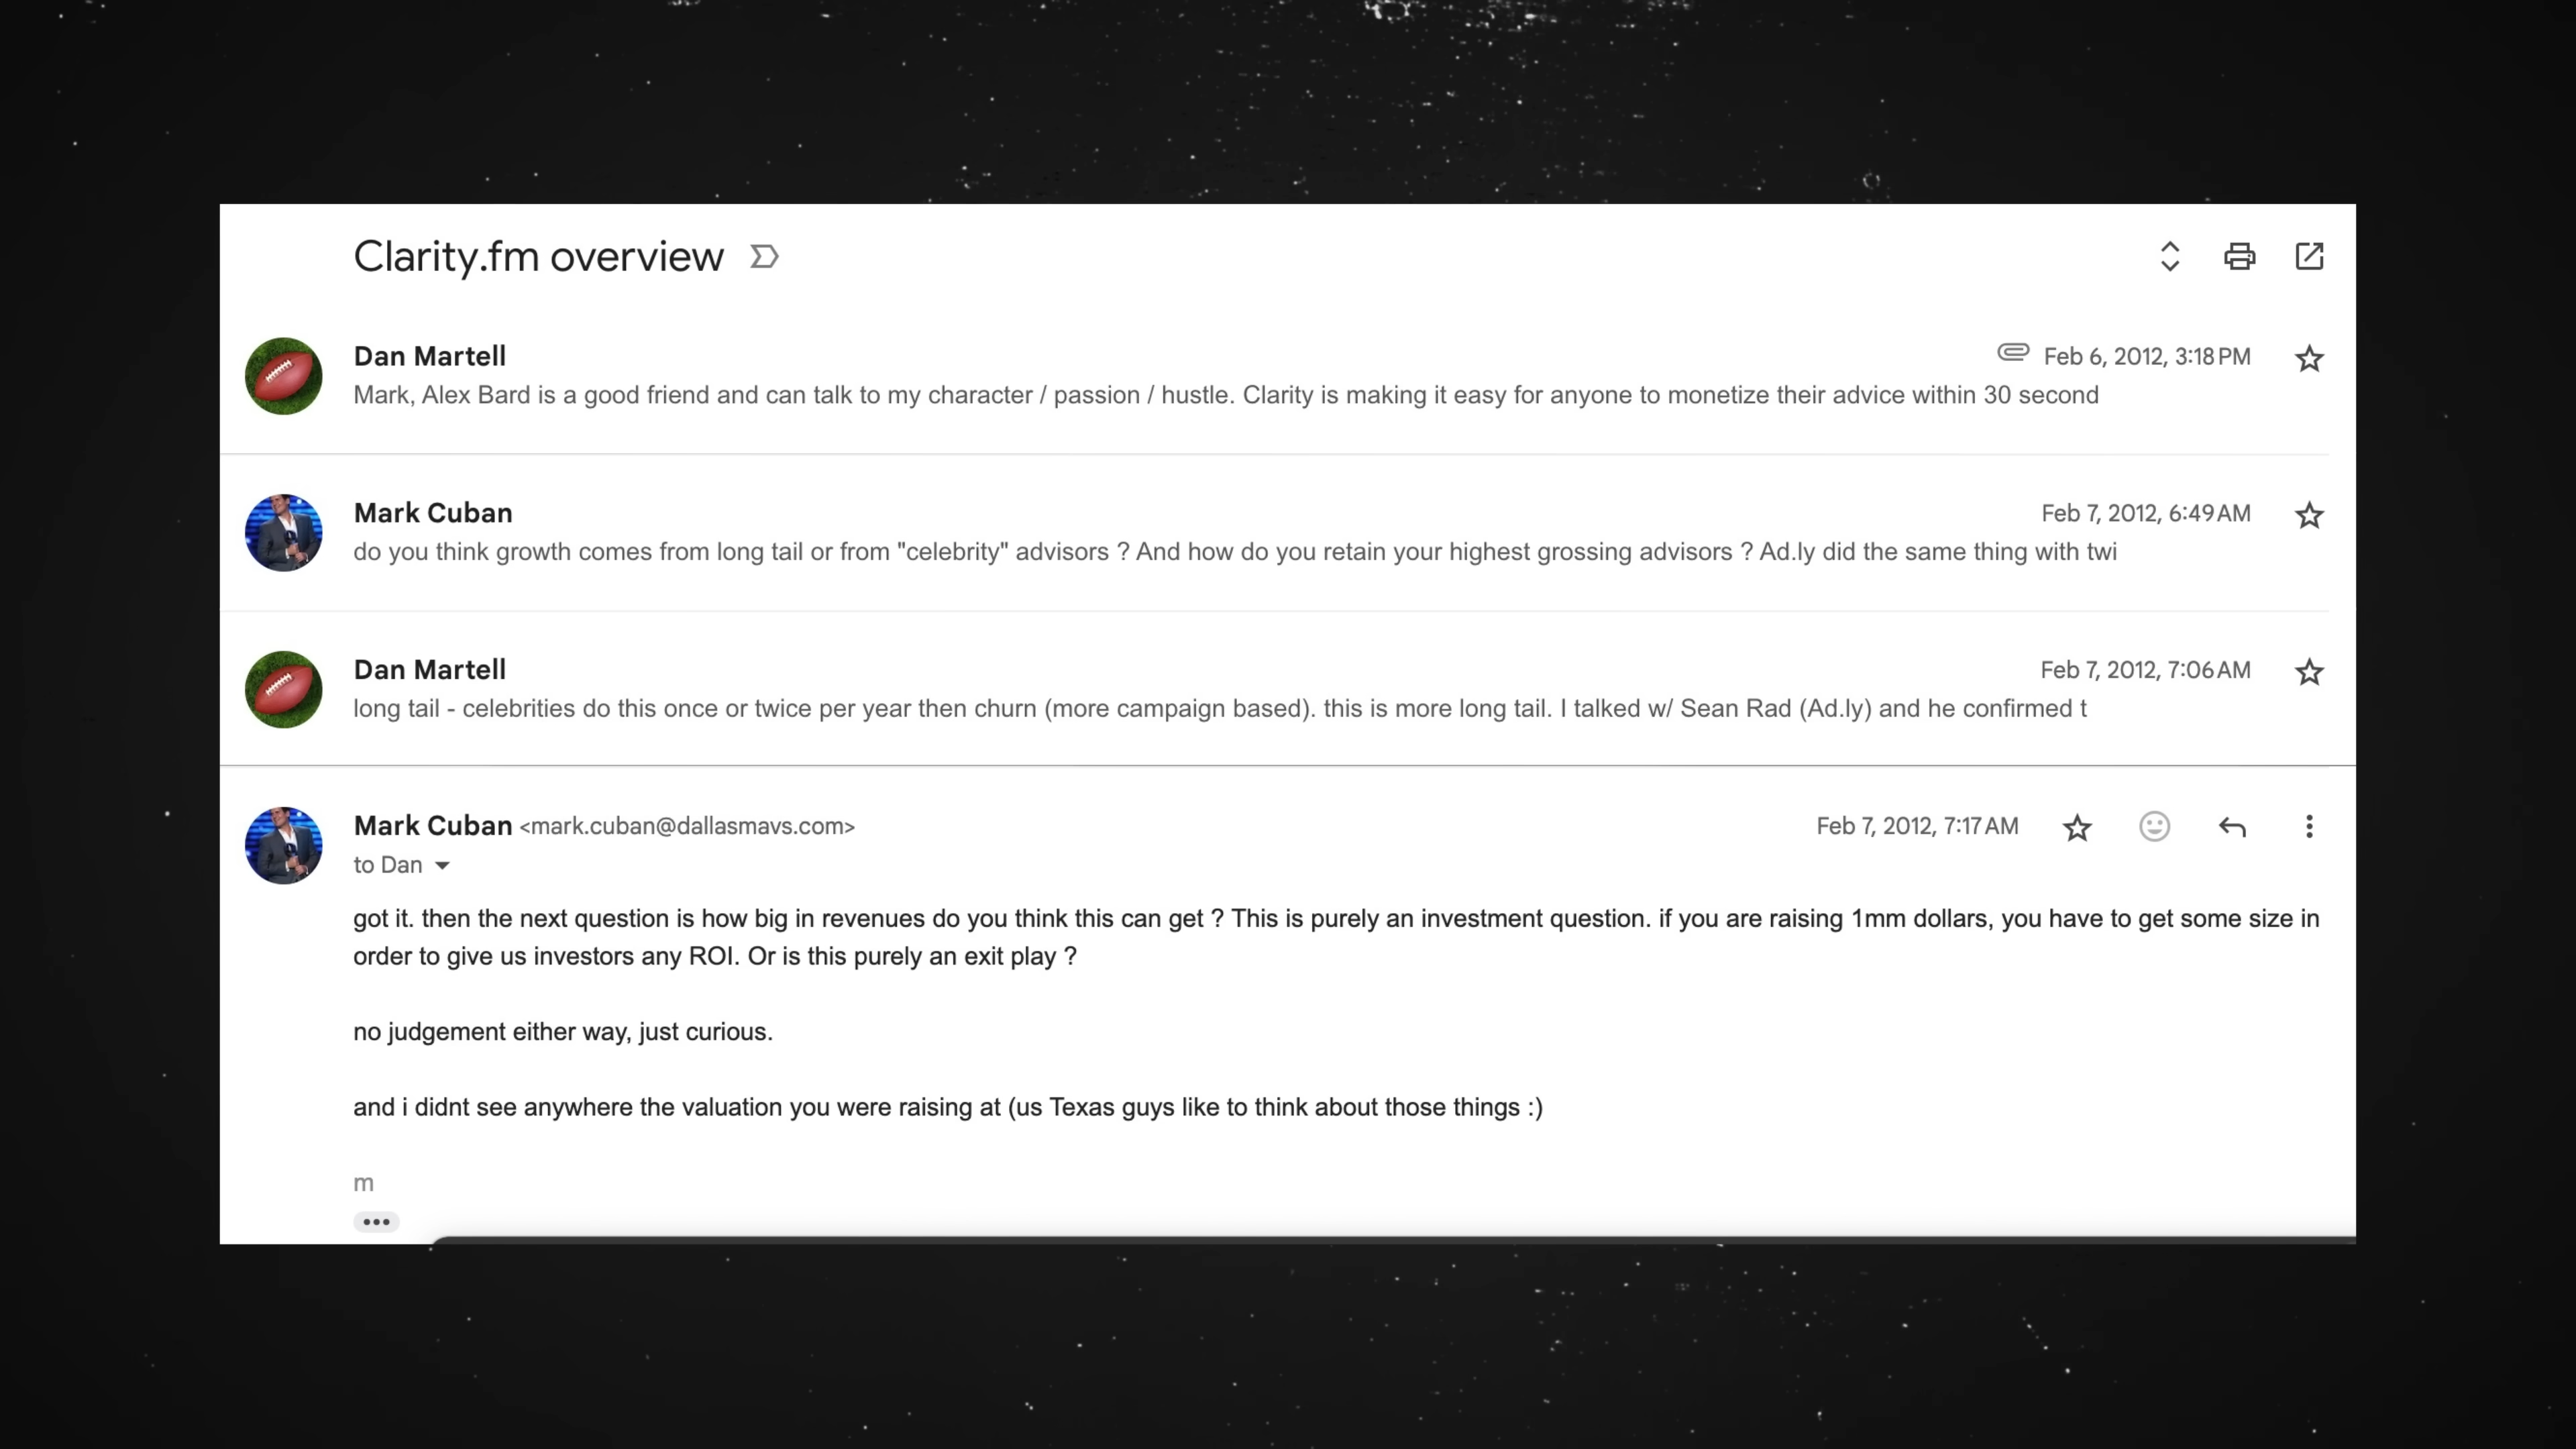 Clarity.fm overview
Dan Martell
Feb 6, 2012, 3:18 PM
Mark, Alex Bard is a good friend and can talk to my character / passion / hustle. Clarity is making it easy for anyone to monetize their advice within 30 second
Mark Cuban
Feb 7, 2012, 6:49 AM
do you think growth comes from long tail or from "celebrity" advisors ? And how do you retain your highest grossing advisors ? Ad.ly did the same thing with twi
Dan Martell
Feb 7, 2012, 7:06 AM
long tail - celebrities do this once or twice per year then churn (more campaign based). this is more long tail. I talked w/ Sean Rad (Ad.ly) and he confirmed t
Mark Cuban <mark.cuban@dallasmavs.com>
Feb 7, 2012, 7:17 AM
to Dan
got it. then the next question is how big in revenues do you think this can get ? This is purely an investment question. if you are raising 1mm dollars, you have to get some size in
order to give us investors any ROI. Or is this purely an exit play ?
no judgement either way, just curious.
and i didnt see anywhere the valuation you were raising at (us Texas guys like to think about those things :)
m